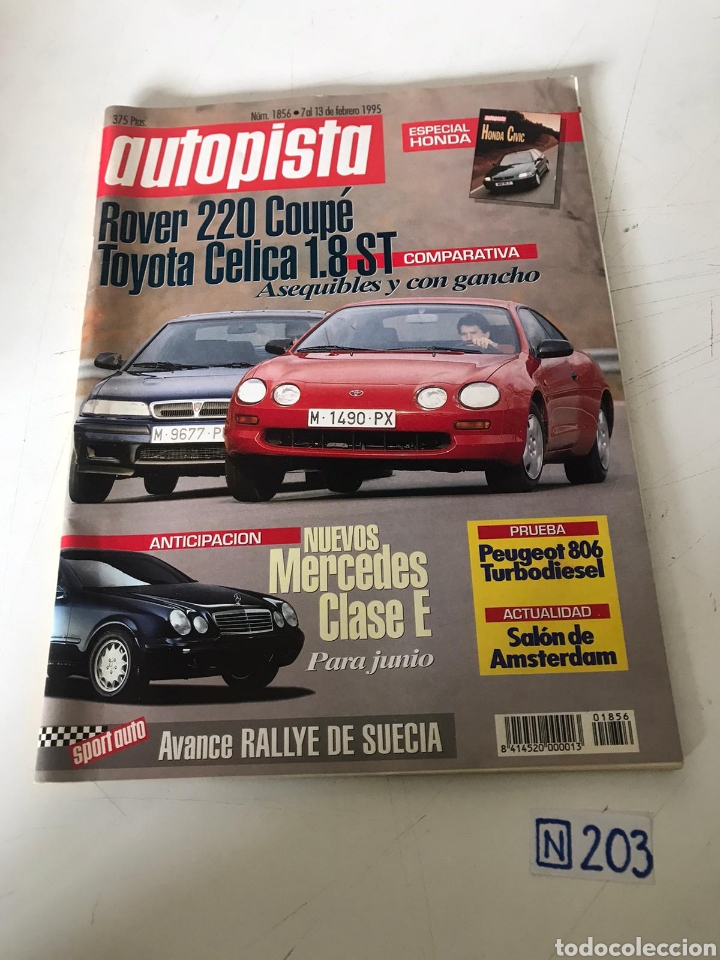 375 Ptas.
Núm. 1856 • 7 al 13 de febrero 1995
autopista
ESPECIAL
HONDA
HONDA CIVIC
Rover 220 Coupé
Toyota Celica 1.8 ST
COMPARATIVA
Asequibles y con gancho
M·9677·P
M·1490·PX
ANTICIPACION
NUEVOS
Mercedes
Clase E
Para junio
PRUEBA
Peugeot 806
Turbodiesel
ACTUALIDAD
Salón de
Amsterdam
sport auto
Avance RALLYE DE SUECIA
01856
8 414520 000013
N 203
todocoleccion